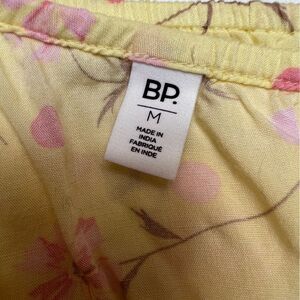 BP.
M
MADE IN
INDIA
FABRIQUÉ
EN INDE